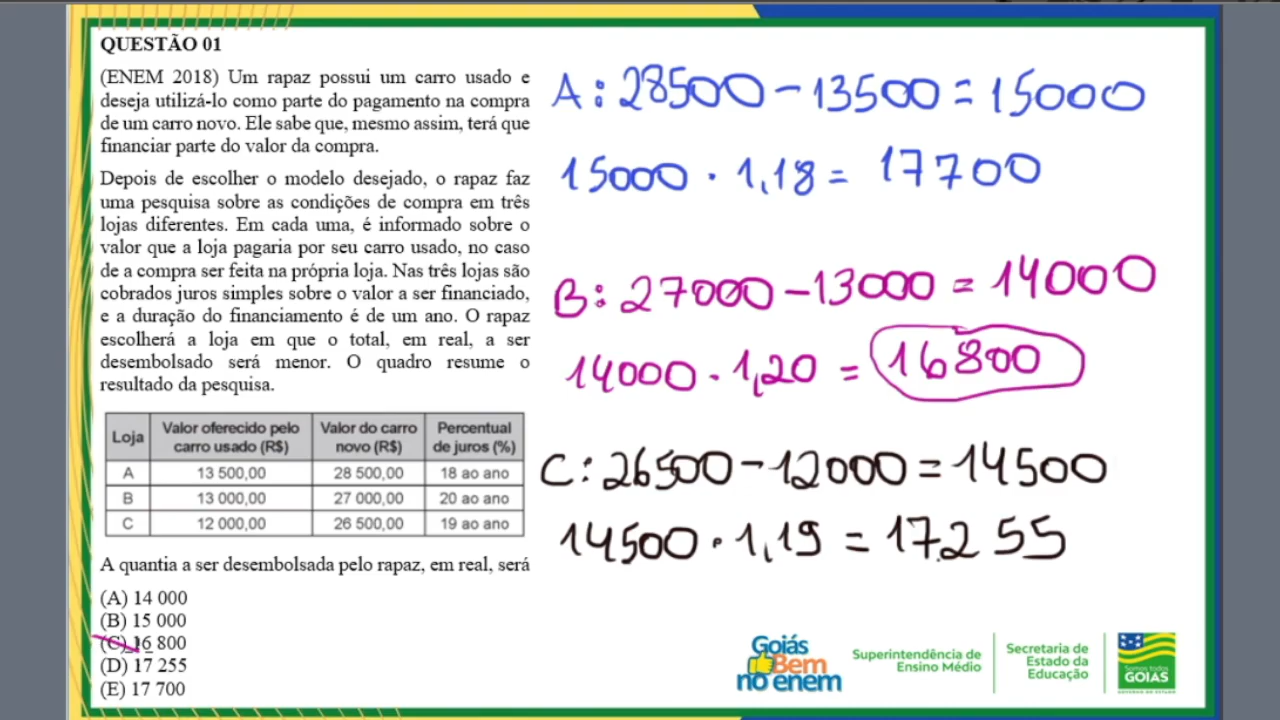 QUESTÃO 01
(ENEM 2018) Um rapaz possui um carro usado e
deseja utilizá-lo como parte do pagamento na compra
de um carro novo. Ele sabe que, mesmo assim, terá que
financiar parte do valor da compra.
Depois de escolher o modelo desejado, o rapaz faz
uma pesquisa sobre as condições de compra em três
lojas diferentes. Em cada uma, é informado sobre o
valor que a loja pagaria por seu carro usado, no caso
de a compra ser feita na própria loja. Nas três lojas são
cobrados juros simples sobre o valor a ser financiado,
e a duração do financiamento é de um ano. O rapaz
escolherá a loja em que o total, em real, a ser
desembolsado será menor. O quadro resume o
resultado da pesquisa.
Loja Valor oferecido pelo carro usado (R$) Valor do carro novo (R$) Percentual de juros (%)
A 13 500,00 28 500,00 18 ao ano
B 13 000,00 27 000,00 20 ao ano
C 12 000,00 26 500,00 19 ao ano
A quantia a ser desembolsada pelo rapaz, em real, será
(A) 14 000
(B) 15 000
(C) 16 800
(D) 17 255
(E) 17 700
A: 28500 - 13500 = 15000
15000 · 1,18 = 17700
B: 27000 - 13000 = 14000
14000 · 1,20 = 16800
C: 26500 - 12000 = 14500
14500 · 1,19 = 17255
Goiás
Bem
no enem
Superintendência de
Ensino Médio
Secretaria de
Estado da
Educação
Somos todos
GOIÁS
GOVERNO DO ESTADO